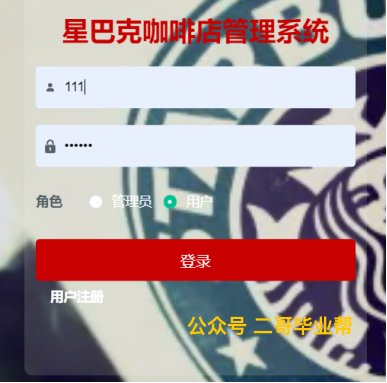 星巴克咖啡店管理系统
111
••••••
角色 管理员 用户
登录
用户注册
公众号 二哥毕业帮